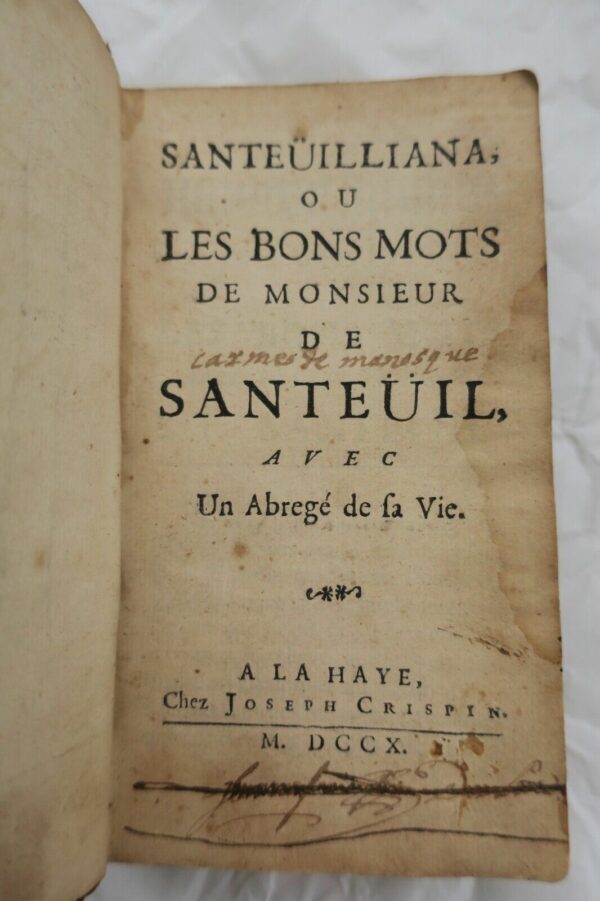 SANTEÜILLIANA,
OU
LES BONS MOTS
DE MONSIEUR
DE
carmes de manosque
SANTEÜIL,
AVEC
Un Abregé de ſa Vie.
A LA HAYE,
Chez JOSEPH CRISPIN.
M. DCCX.